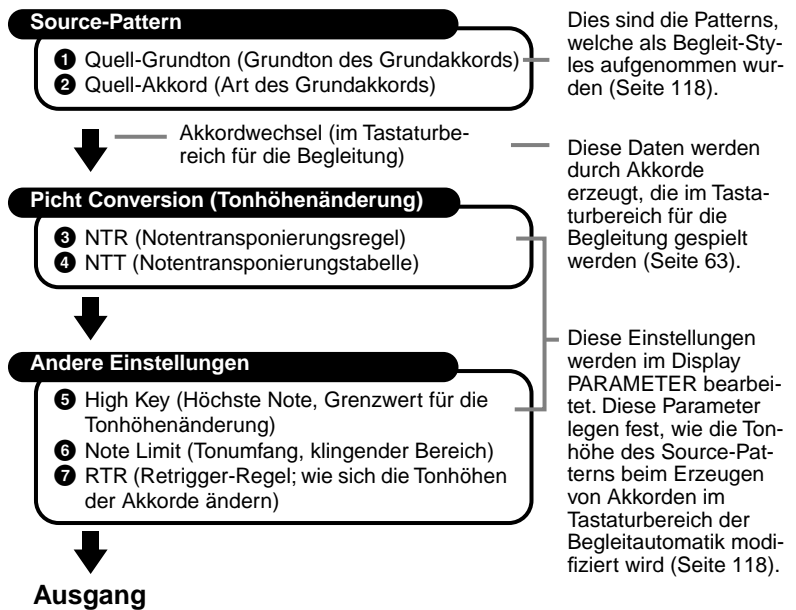 Source-Pattern
❶ Quell-Grundton (Grundton des Grundakkords)
❷ Quell-Akkord (Art des Grundakkords)
Dies sind die Patterns,
welche als Begleit-Sty-
les aufgenommen wur-
den (Seite 118).
Akkordwechsel (im Tastaturbe-
reich für die Begleitung)
Diese Daten werden
durch Akkorde
erzeugt, die im Tasta-
turbereich für die
Begleitung gespielt
werden (Seite 63).
Picht Conversion (Tonhöhenänderung)
❸ NTR (Notentransponierungsregel)
❹ NTT (Notentransponierungstabelle)
Andere Einstellungen
❺ High Key (Höchste Note, Grenzwert für die
Tonhöhenänderung)
❻ Note Limit (Tonumfang, klingender Bereich)
❼ RTR (Retrigger-Regel; wie sich die Tonhöhen
der Akkorde ändern)
Diese Einstellungen
werden im Display
PARAMETER bearbei-
tet. Diese Parameter
legen fest, wie die Ton-
höhe des Source-Pat-
terns beim Erzeugen
von Akkorden im
Tastaturbereich der
Begleitautomatik modi-
fiziert wird (Seite 118).
Ausgang